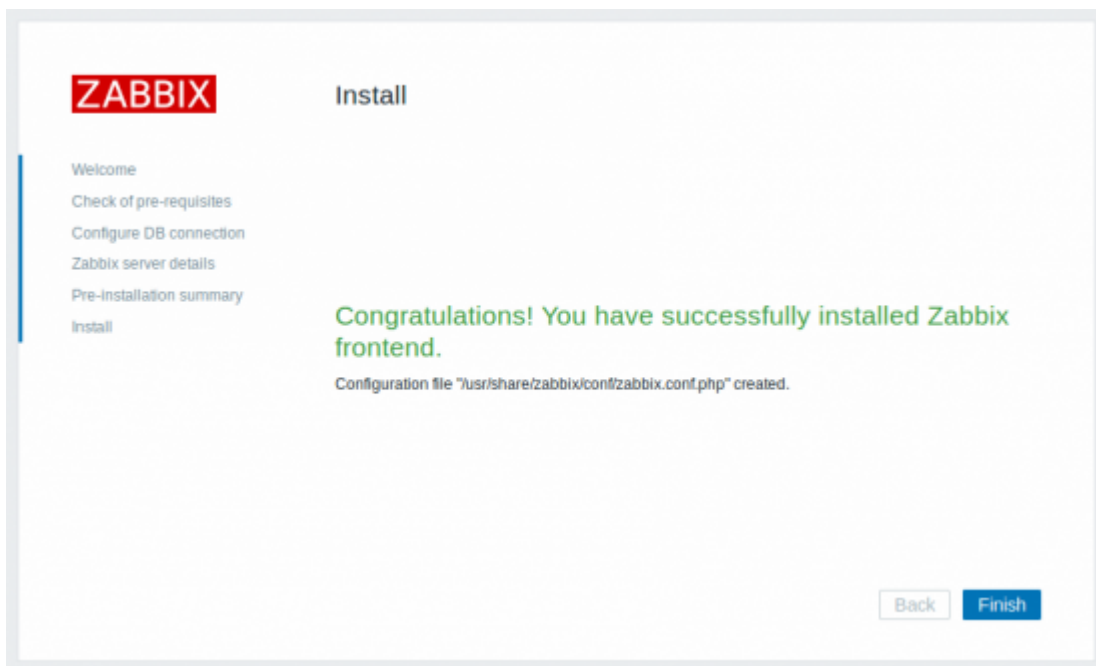 ZABBIX
Install
Welcome
Check of pre-requisites
Configure DB connection
Zabbix server details
Pre-installation summary
Install
Congratulations! You have successfully installed Zabbix
frontend.
Configuration file "/usr/share/zabbix/conf/zabbix.conf.php" created.
Back
Finish